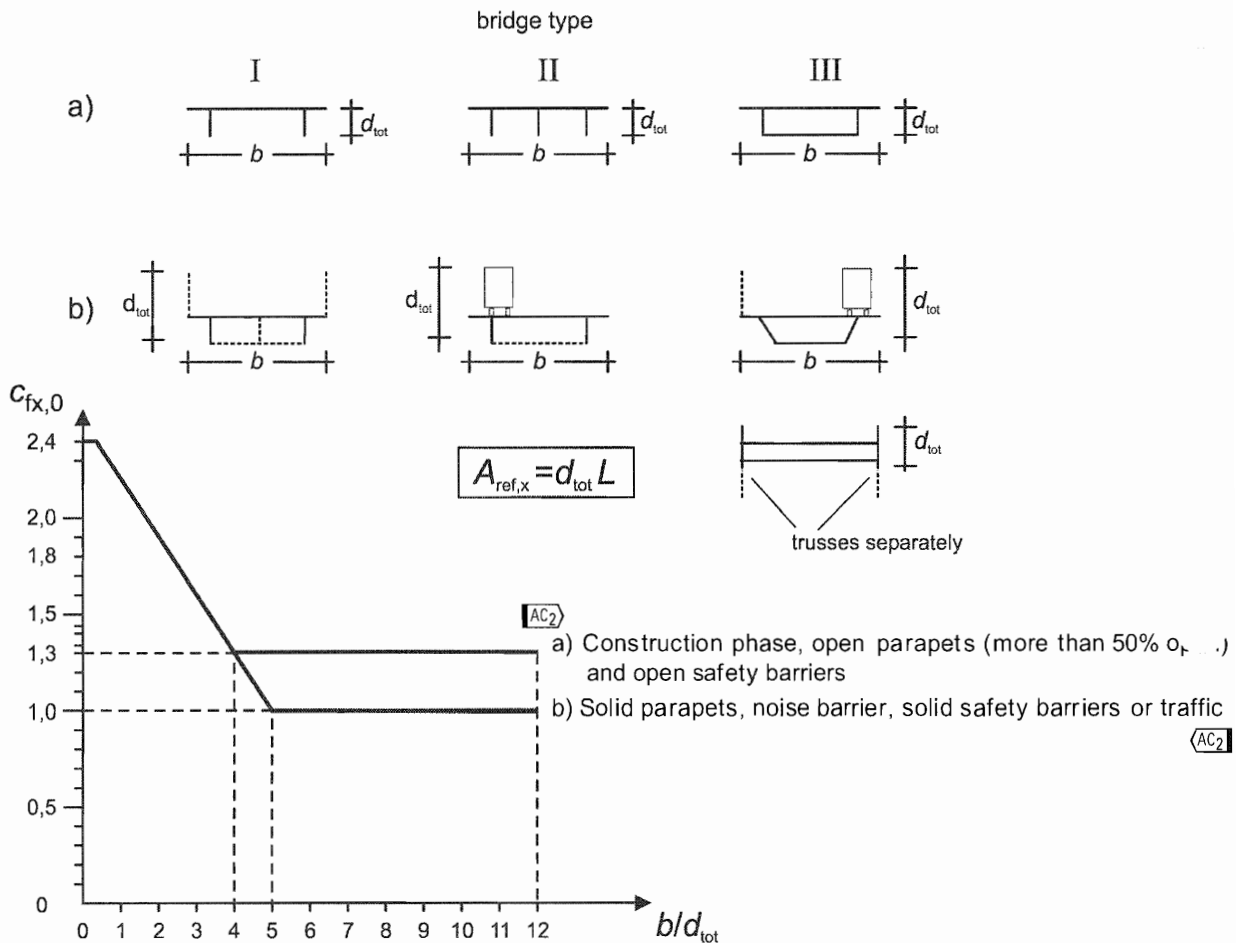 bridge type
I II III
a)
d_tot d_tot d_tot
b b b
b)
d_tot d_tot d_tot
b b b
c_fx,0
2,4
A_ref,x = d_tot L
d_tot
2,0
trusses separately
1,8
AC2
1,5
a) Construction phase, open parapets (more than 50%
1,3
and open safety barriers
1,0
b) Solid parapets, noise barrier, solid safety barriers or traffic
AC2
0,5
0
0 1 2 3 4 5 6 7 8 9 10 11 12
b/d_tot